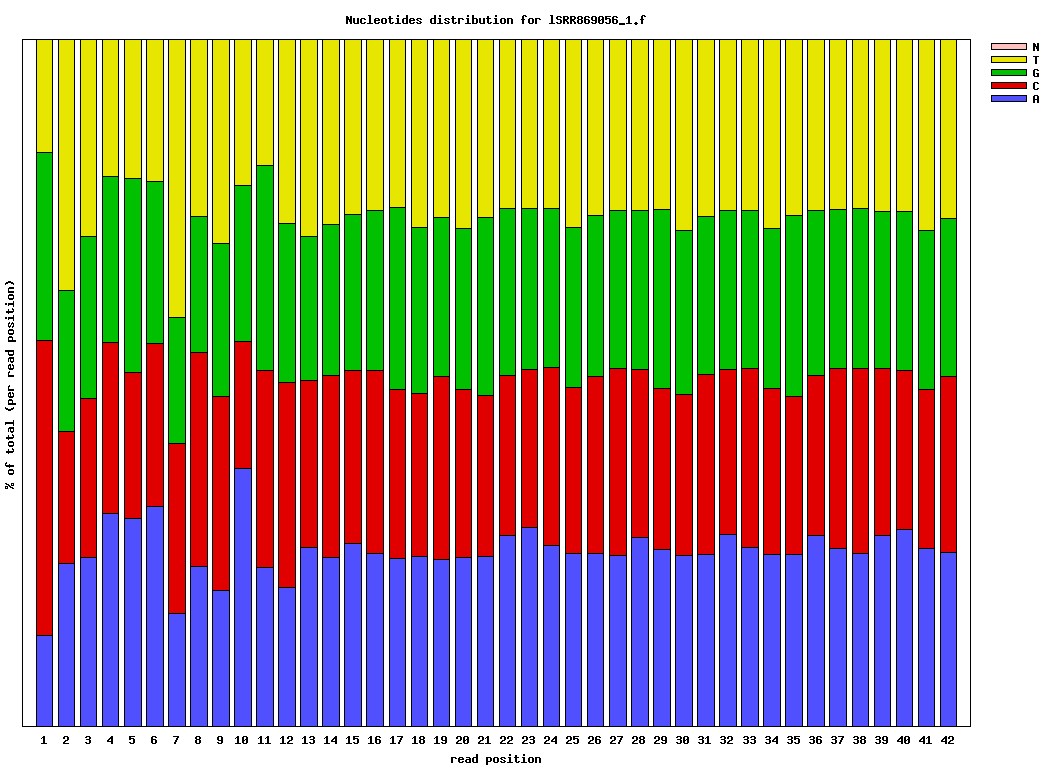 Nucleotides distribution for lSRR869056_1.f
N
T
G
C
A
% of total (per read position)
1 2 3 4 5 6 7 8 9 10 11 12 13 14 15 16 17 18 19 20 21 22 23 24 25 26 27 28 29 30 31 32 33 34 35 36 37 38 39 40 41 42
read position